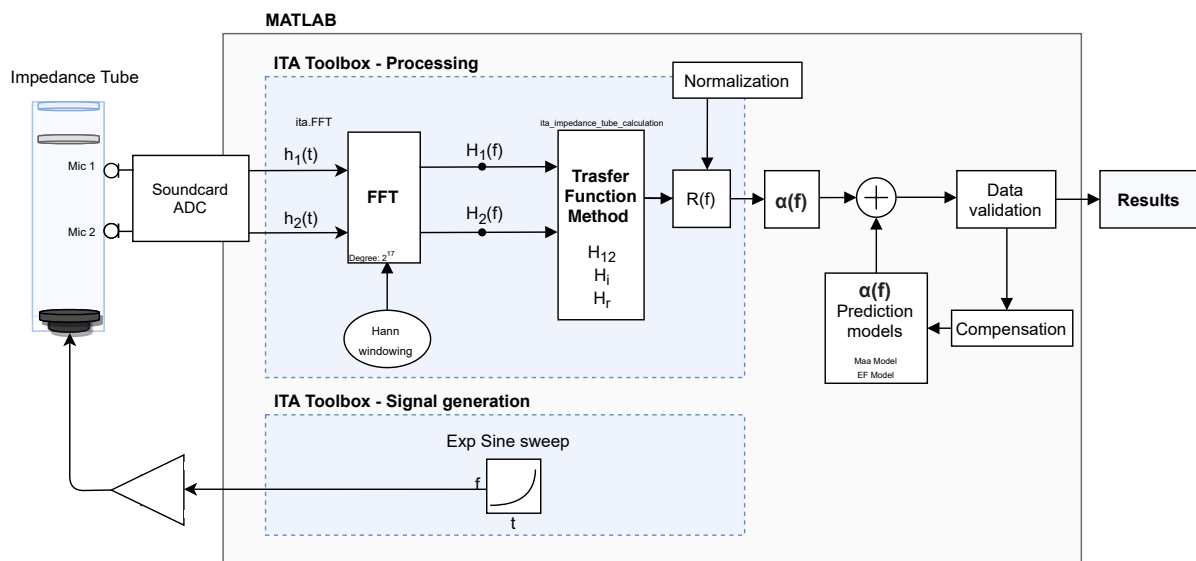 MATLAB
ITA Toolbox - Processing
Impedance Tube
Normalization
ita.FFT
ita_impedance_tube_calculation
Mic 1
h₁(t)
H₁(f)
Soundcard
ADC
FFT
Trasfer
Function
Method
R(f)
α(f)
Data
validation
Results
Mic 2
h₂(t)
H₂(f)
Degree: 2¹⁷
H₁₂
Hᵢ
Hᵣ
α(f)
Prediction
models
Maa Model
EF Model
Compensation
Hann
windowing
ITA Toolbox - Signal generation
Exp Sine sweep
f
t